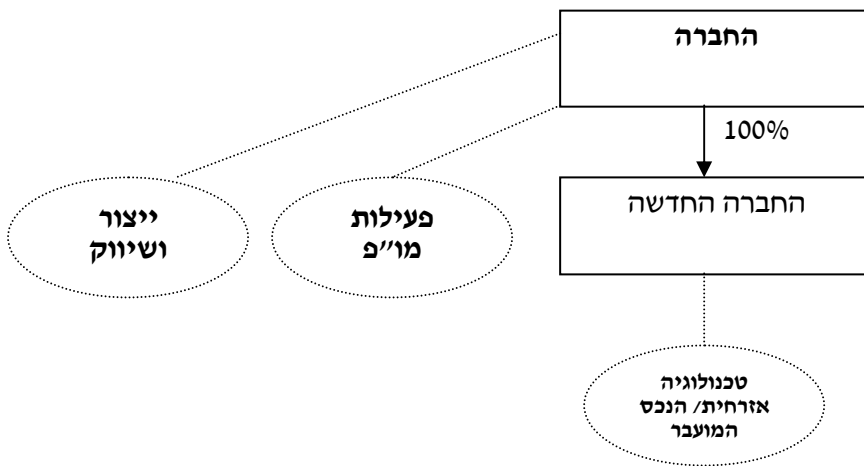 החברה
100%
החברה החדשה
פעילות
מו"פ
ייצור
ושיווק
טכנולוגיה
אזרחית/ הנכס
המועבר